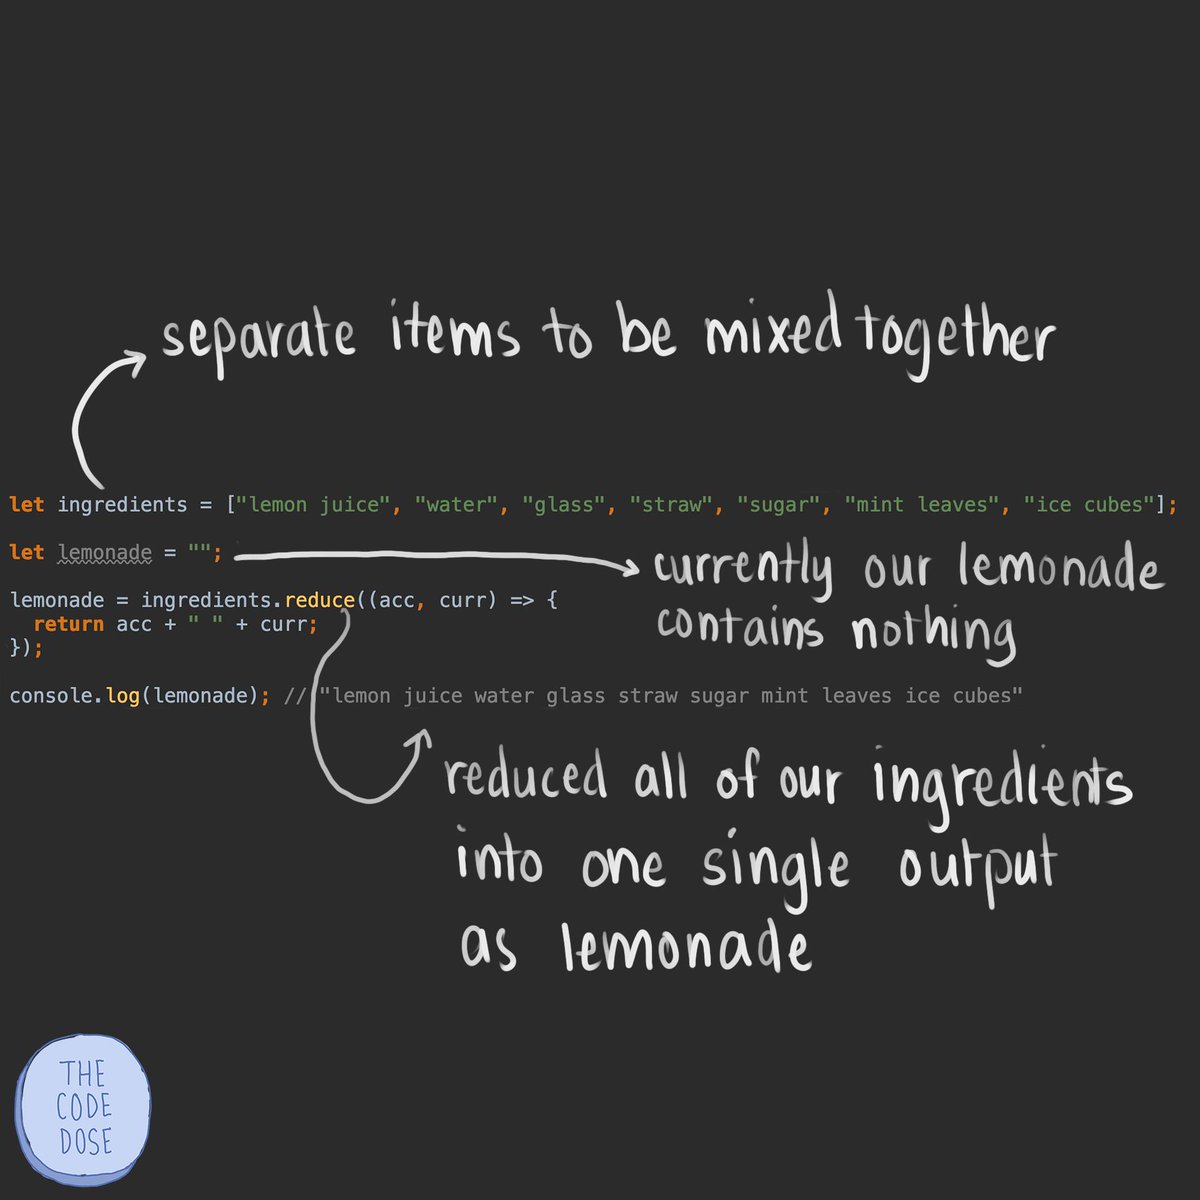 separate items to be mixed together
let ingredients = ["lemon juice", "water", "glass", "straw", "sugar", "mint leaves", "ice cubes"];
let lemonade = "";
currently our lemonade
contains nothing
lemonade = ingredients.reduce((acc, curr) => {
  return acc + " " + curr;
});
console.log(lemonade); // "lemon juice water glass straw sugar mint leaves ice cubes"
reduced all of our ingredients
into one single output
as lemonade
THE
CODE
DOSE